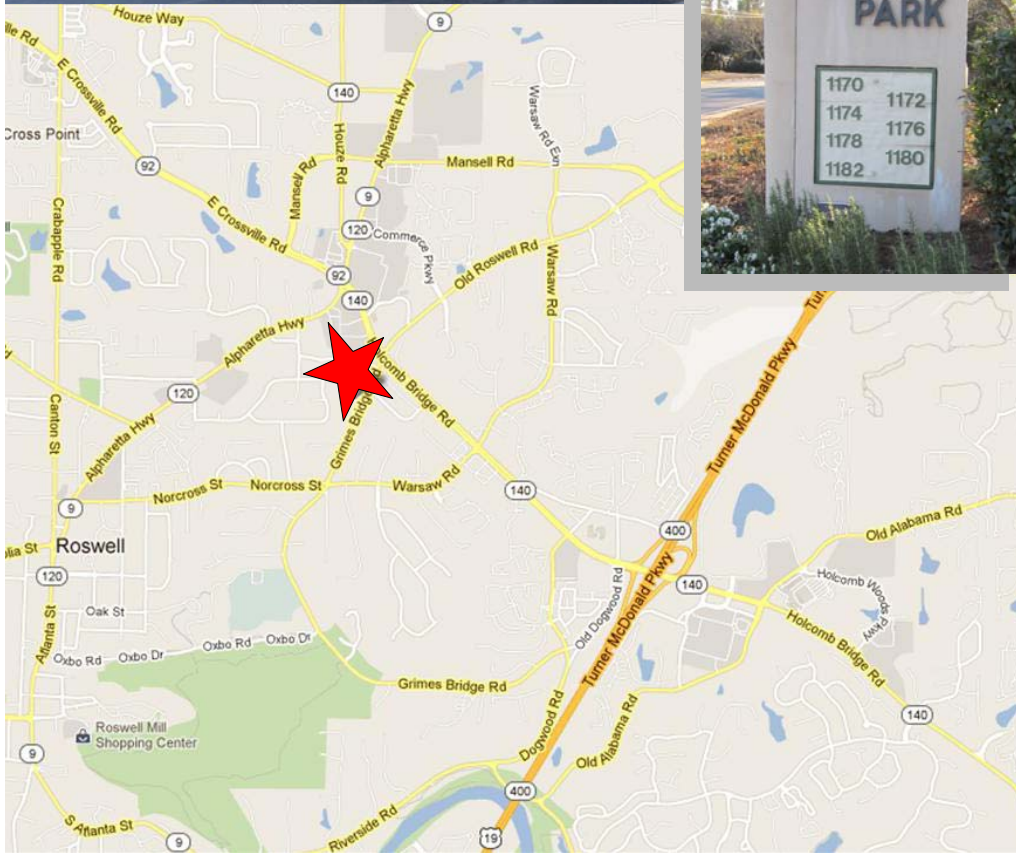 PARK
1170
1172
1174
1176
1178
1180
1182
Houze Way
9
E Crossville Rd
140
Houze Rd
Alpharetta Hwy
Warsaw Rd Exn
Cross Point
92
Mansell Rd
Mansell Rd
Crabapple Rd
9
E Crossville Rd
120
Commerce Pkwy
Old Roswell Rd
Warsaw Rd
92
140
Alpharetta Hwy
Holcomb Bridge Rd
Turner McDonald Pkwy
120
Canton St
Grimes Bridge
Alpharetta Hwy
Norcross St
Norcross St
Warsaw Rd
140
9
400
Old Alabama Rd
Roswell
120
Turner McDonald Pkwy
140
Holcomb Woods Pkwy
Oak St
Old Dogwood Rd
Atlanta St
Oxbo Rd
Oxbo Dr
Oxbo Dr
Holcomb Bridge Rd
Grimes Bridge Rd
140
Roswell Mill
Shopping Center
Dogwood Rd
Old Alabama Rd
9
400
S Atlanta St
9
Riverside Rd
19